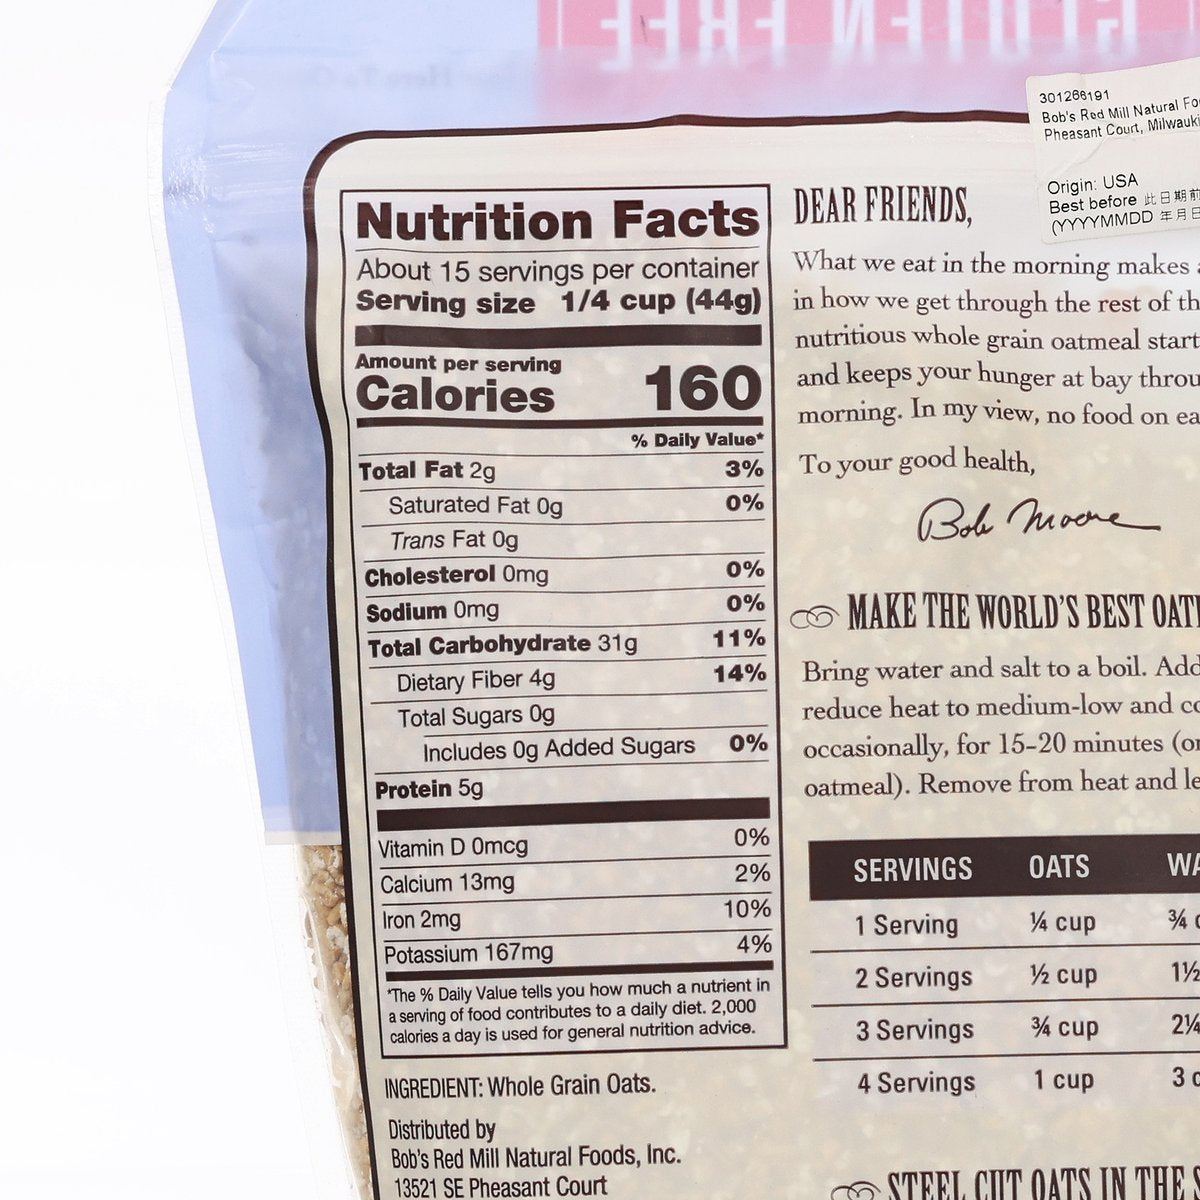 GLUTEN FREE
301266191
Bob's Red Mill Natural
Pheasant Court,
Origin: USA
Best before 此日期前
(YYYYMMDD 年月日
Nutrition Facts
About 15 servings per container
Serving size 1/4 cup (44g)
Amount per serving
Calories 160
% Daily Value*
Total Fat 2g 3%
Saturated Fat 0g 0%
Trans Fat 0g
Cholesterol 0mg 0%
Sodium 0mg 0%
Total Carbohydrate 31g 11%
Dietary Fiber 4g 14%
Total Sugars 0g
Includes 0g Added Sugars 0%
Protein 5g
Vitamin D 0mcg 0%
Calcium 13mg 2%
Iron 2mg 10%
Potassium 167mg 4%
*The % Daily Value tells you how much a nutrient in
a serving of food contributes to a daily diet. 2,000
calories a day is used for general nutrition advice.
INGREDIENT: Whole Grain Oats.
Distributed by
Bob's Red Mill Natural Foods, Inc.
13521 SE Pheasant Court
DEAR FRIENDS,
What we eat in the morning makes
in how we get through the rest of
nutritious whole grain oatmeal
and keeps your hunger at bay
morning. In my view, no food on
To your good health,
Bob Moore
MAKE THE WORLD'S BEST
Bring water and salt to a boil. Add
reduce heat to medium-low and
occasionally, for 15-20 minutes
oatmeal). Remove from heat and
SERVINGS OATS
1 Serving ¼ cup ¾
2 Servings ½ cup 1½
3 Servings ¾ cup 2¼
4 Servings 1 cup 3
STEEL CUT OATS IN THE